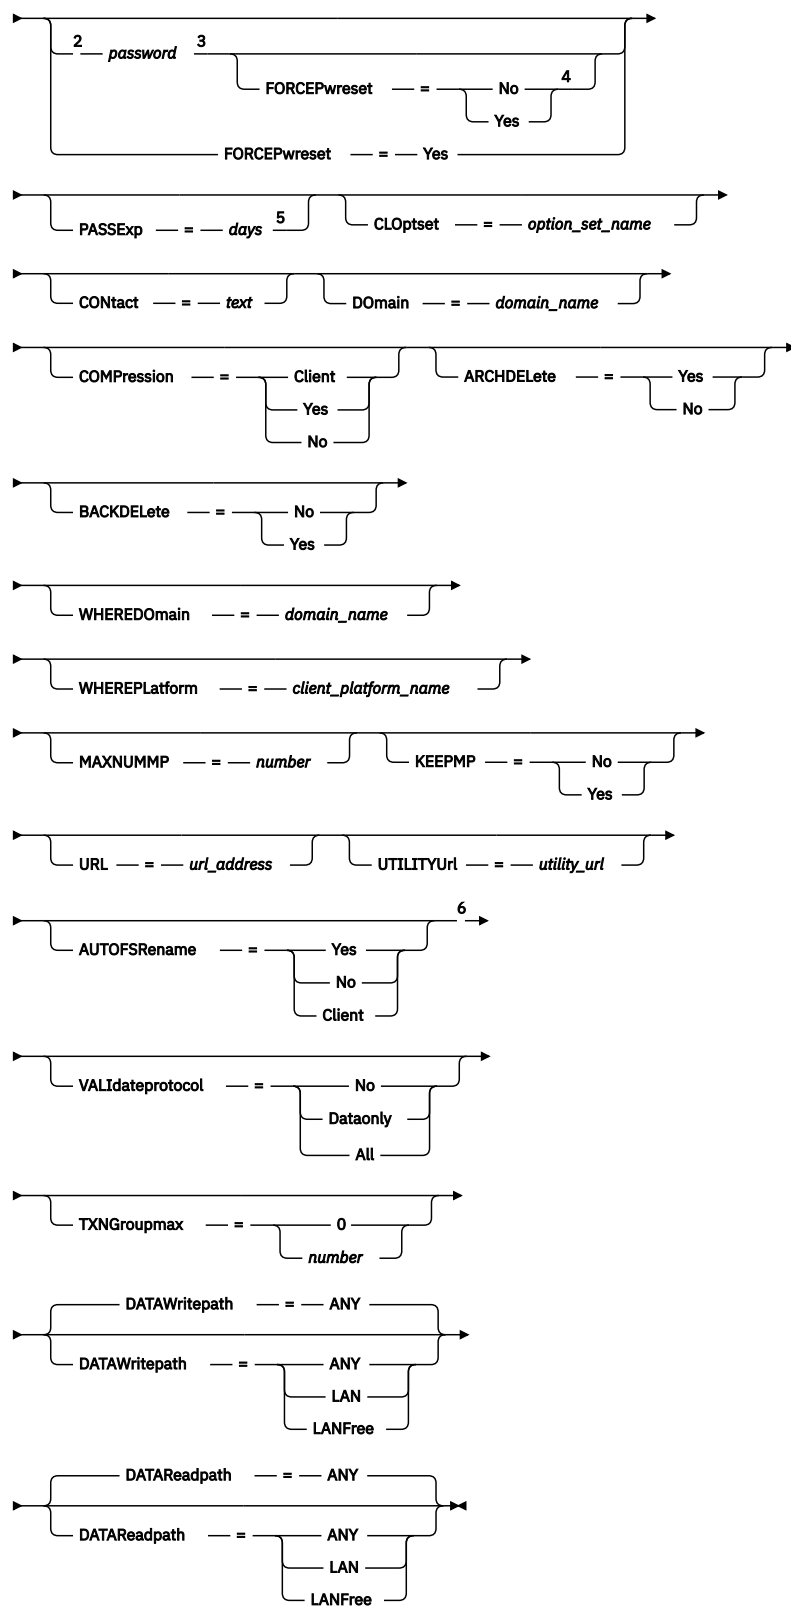 2 password 3
FORCEPwreset = No 4
Yes
FORCEPwreset = Yes
PASSExp = days 5 CLOptset = option_set_name
CONtact = text DOmain = domain_name
COMPression = Client ARCHDELete = Yes
Yes No
No
BACKDELete = No
Yes
WHEREDOmain = domain_name
WHEREPLatform = client_platform_name
MAXNUMMP = number KEEPMP = No
Yes
URL = url_address UTILITYUrl = utility_url
6
AUTOFSRename = Yes
No
Client
VALIdateprotocol = No
Dataonly
All
TXNGroupmax = 0
number
DATAWritepath = ANY
DATAWritepath = ANY
LAN
LANFree
DATAReadpath = ANY
DATAReadpath = ANY
LAN
LANFree